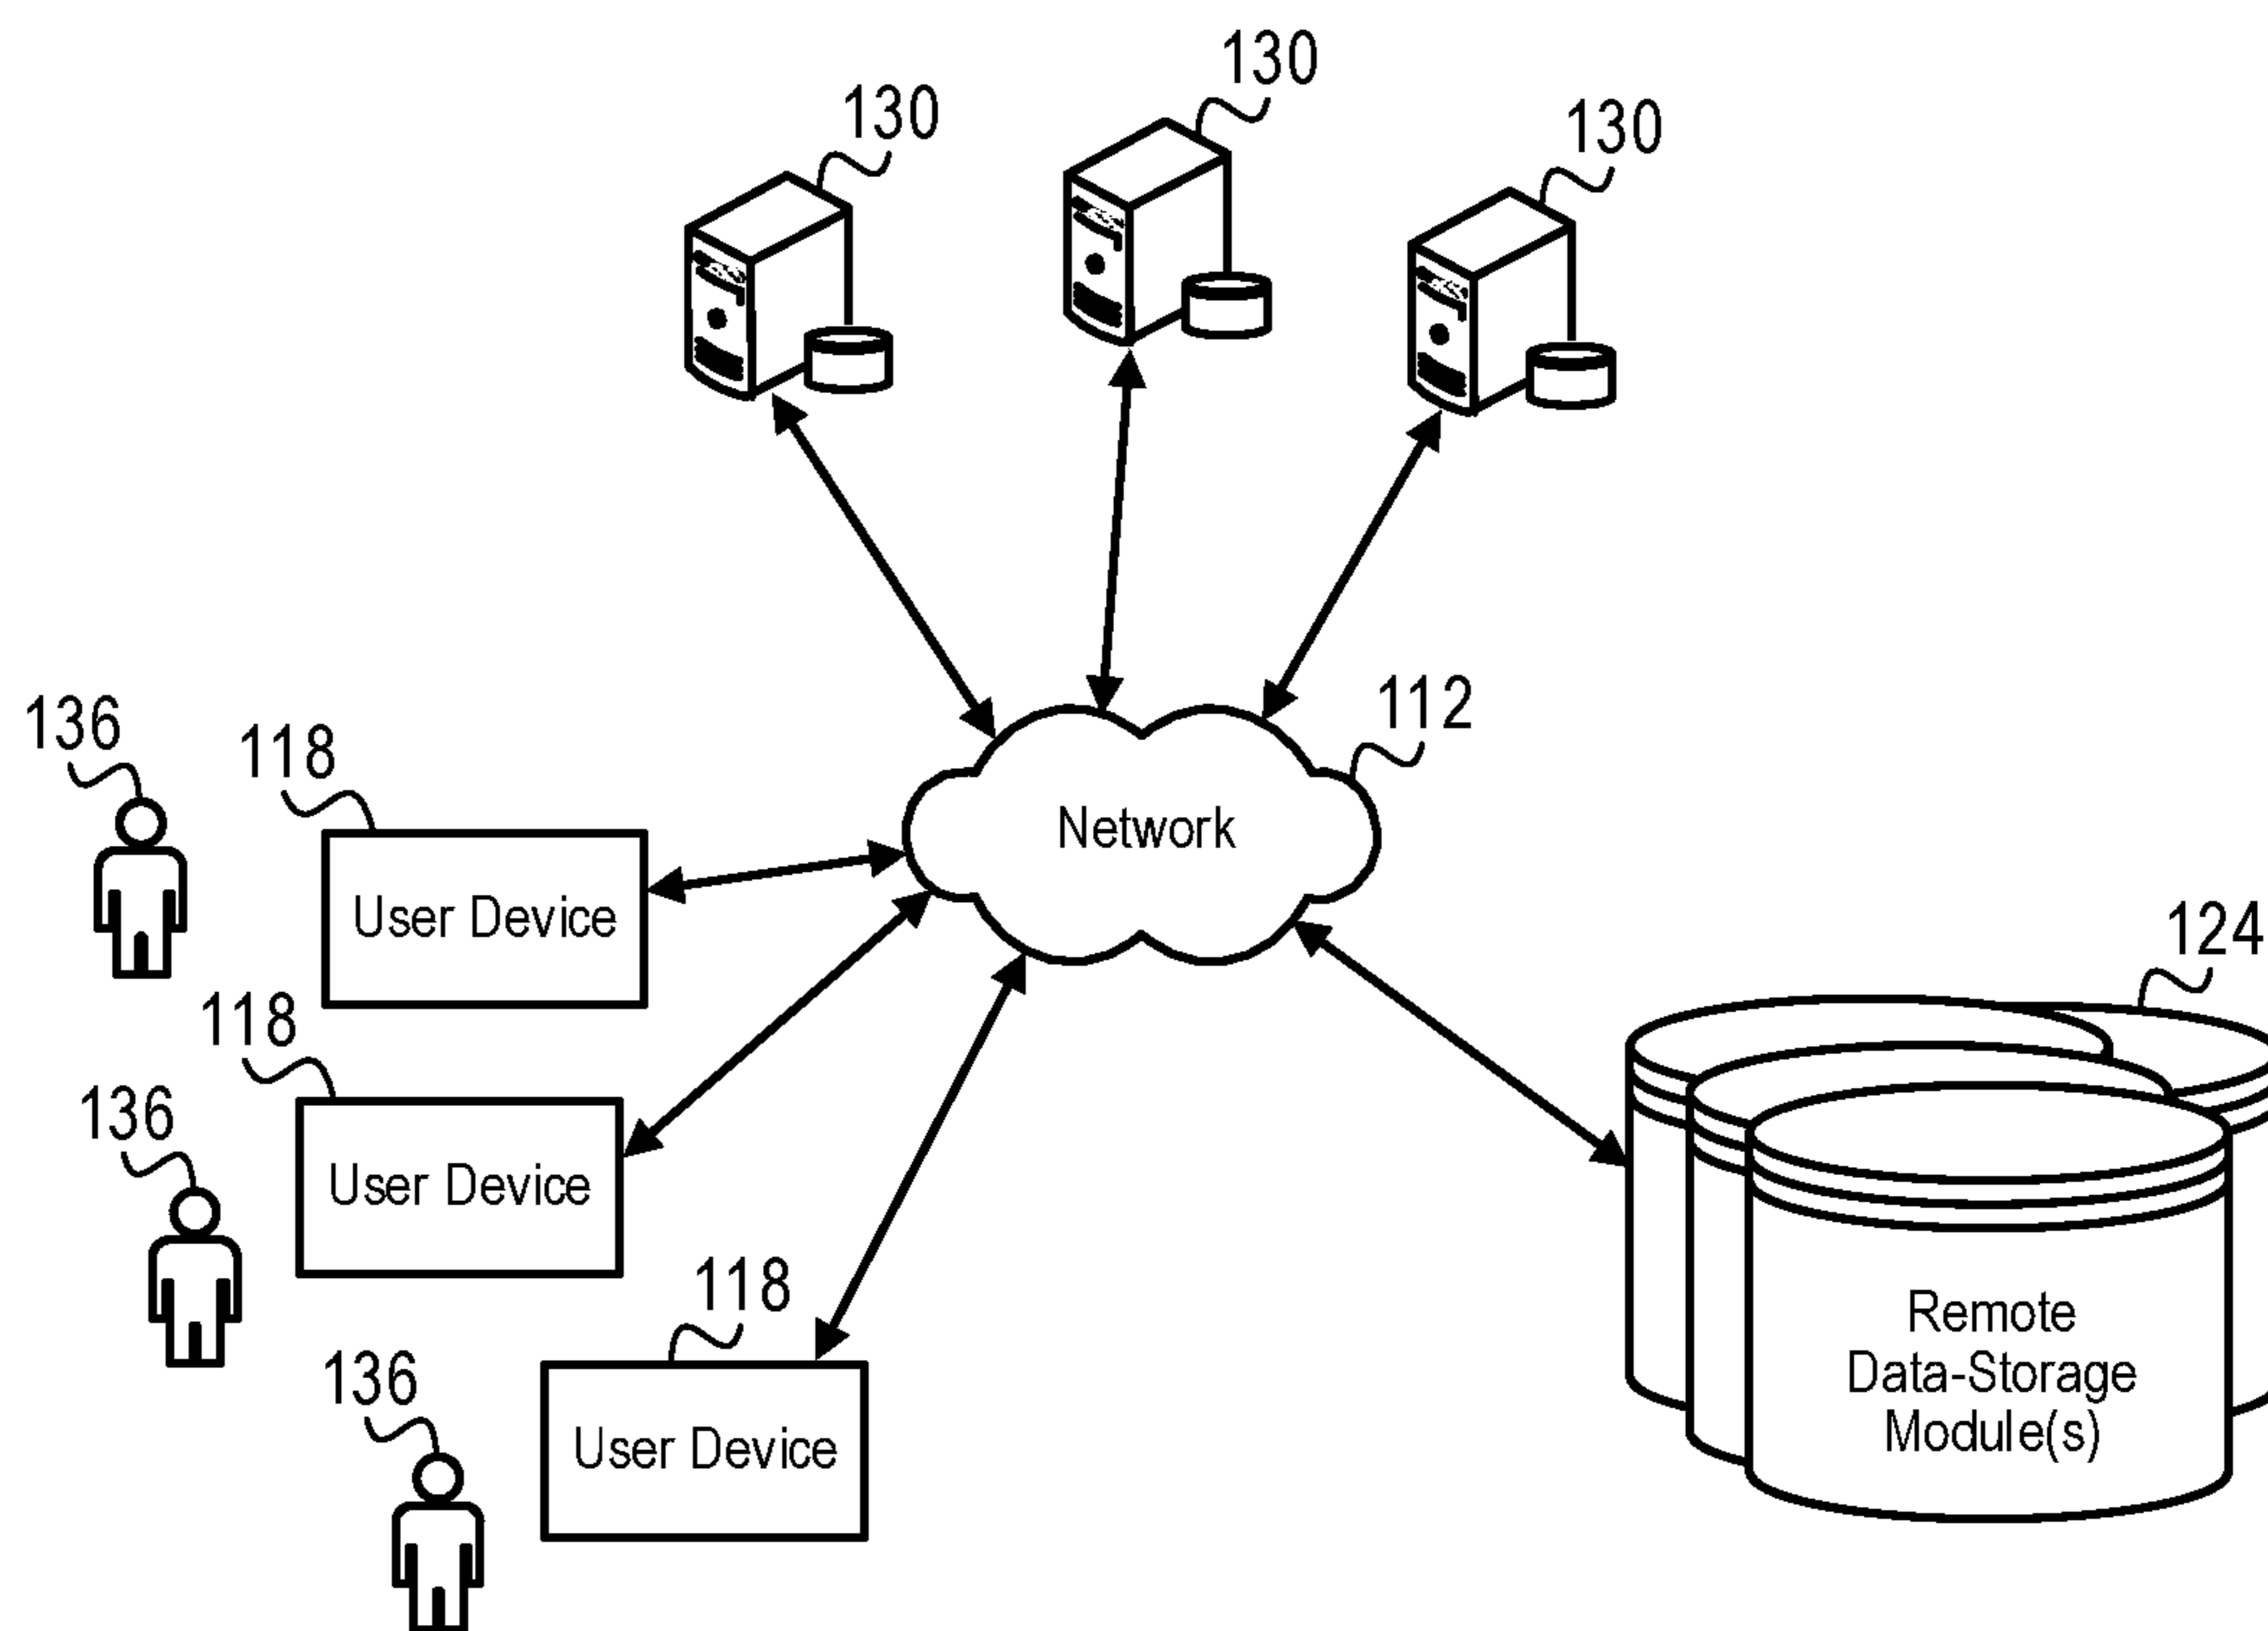 130
130
130
112
Network
136
118
User Device
124
118
User Device
136
118
User Device
136
Remote
Data-Storage
Module(s)